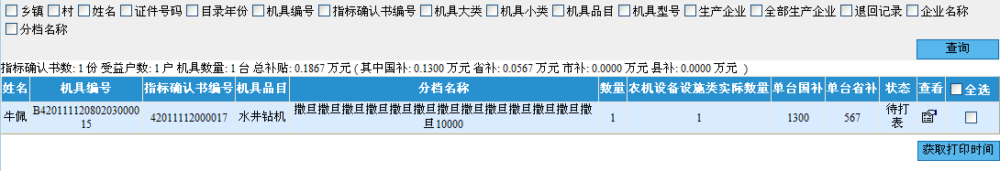 乡镇 村 姓名 证件号码 目录年份 机具编号 指标确认书编号 机具大类 机具小类 机具品目 机具型号 生产企业 全部生产企业 退回记录 企业名称
分档名称
查询
指标确认书数: 1 份 受益户数: 1 户 机具数量: 1 台 总补贴: 0.1867 万元 ( 其中国补: 0.1300 万元 省补: 0.0567 万元 市补: 0.0000 万元 县补: 0.0000 万元 )
姓名 机具编号 指标确认书编号 机具品目 分档名称 数量 农机设备设施类实际数量 单台国补 单台省补 状态 查看 全选
牛佩 B42011112080203000015 42011112000017 水井钻机 撒旦撒旦撒旦撒旦撒旦撒旦撒旦撒旦撒旦撒旦撒旦撒旦撒旦10000 1 1 1300 567 待打表
获取打印时间